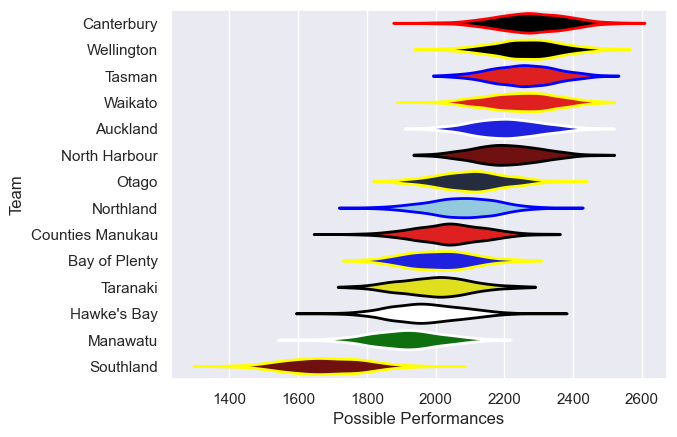 Canterbury
Wellington
Tasman
Waikato
Auckland
North Harbour
Otago
Northland
Counties Manukau
Bay of Plenty
Taranaki
Hawke's Bay
Manawatu
Southland
Team
1400 1600 1800 2000 2200 2400 2600
Possible Performances